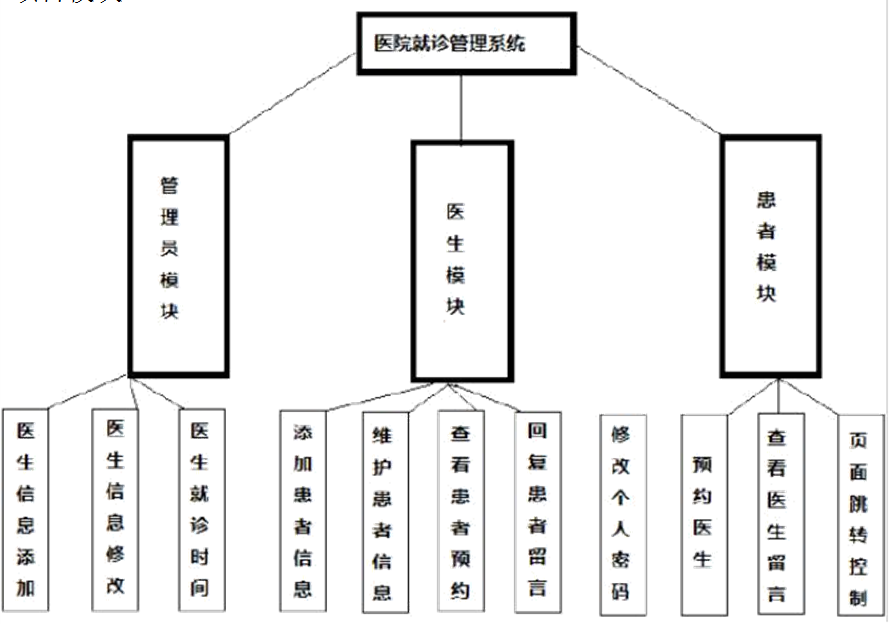 医院就诊管理系统
管理员模块
医生模块
患者模块
医生信息添加
医生信息修改
医生就诊时间
添加患者信息
维护患者信息
查看患者预约
回复患者留言
修改个人密码
预约医生
查看医生留言
页面跳转控制